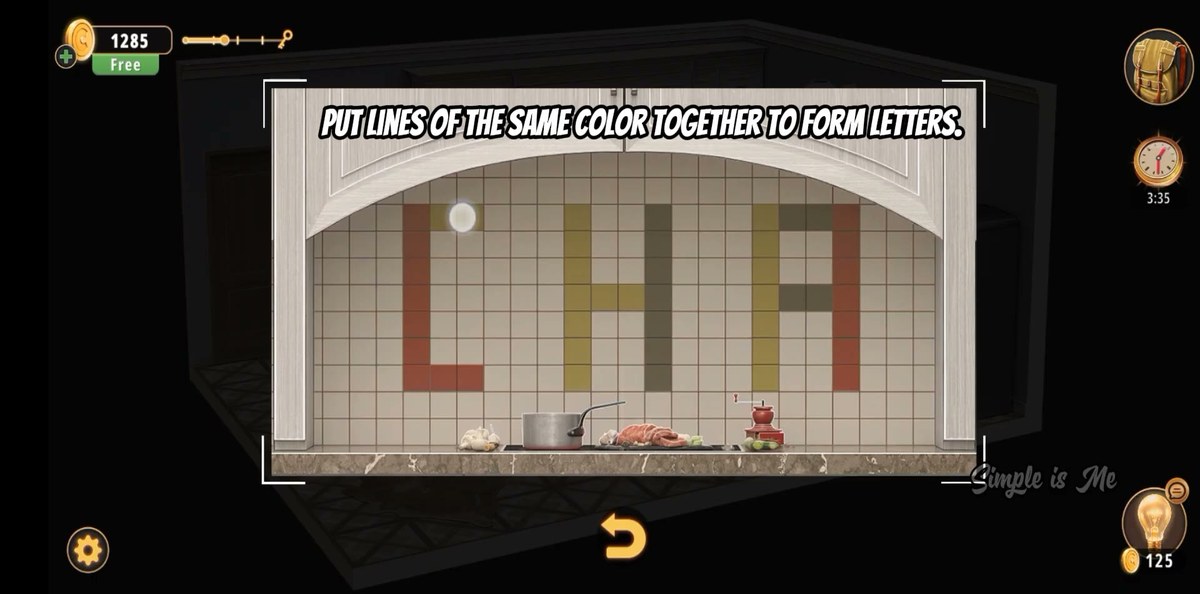 1285
Free
PUT LINES OF THE SAME COLOR TOGETHER TO FORM LETTERS.
3:35
C H A
Simple is Me
125